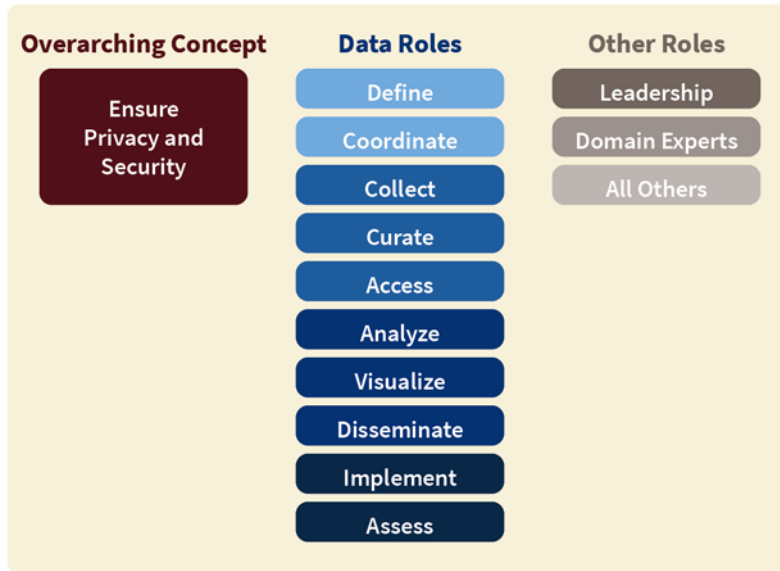 Overarching Concept
Ensure
Privacy and
Security
Data Roles
Define
Coordinate
Collect
Curate
Access
Analyze
Visualize
Disseminate
Implement
Assess
Other Roles
Leadership
Domain Experts
All Others